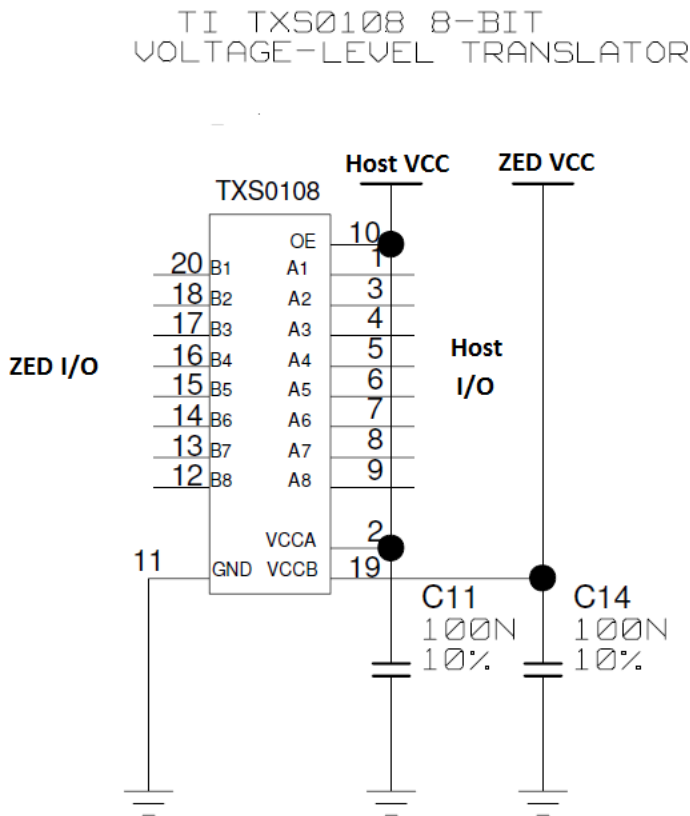 TI TXS0108 8-BIT
VOLTAGE-LEVEL TRANSLATOR
Host VCC ZED VCC
TXS0108
OE 10
20 B1 A1 1
18 B2 A2 3
17 B3 A3 4
16 B4 A4 5
15 B5 A5 6
14 B6 A6 7
13 B7 A7 8
12 B8 A8 9
ZED I/O
Host
I/O
VCCA 2
11 GND VCCB 19
C11 C14
100N 100N
10% 10%